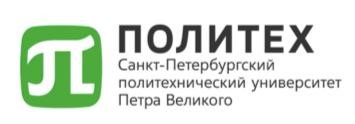 ПОЛИТЕХ
Санкт-Петербургский
политехнический университет
Петра Великого